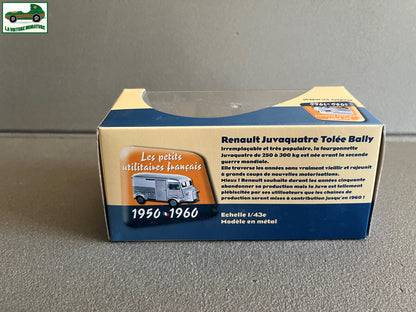 LA VOITURE MINIATURE
1950 • 1960
Les petits
utilitaires français
1950 • 1960
Renault Juvaquatre Tolée Bally
Irremplaçable et très populaire, la fourgonnette
Juvaquatre de 250 à 300 kg est née avant la seconde
guerre mondiale.
Elle traverse les années sans vraiment vieillir et rajeunit
à grands coups de nouvelles motorisations.
Mieux ! Renault souhaite durant les années cinquante
abandonner sa production mais la Juva est tellement
plébiscitée par ses utilisateurs que les chaînes de
production seront mises à contribution jusqu'en 1960 !
Echelle 1/43e
Modèle en métal